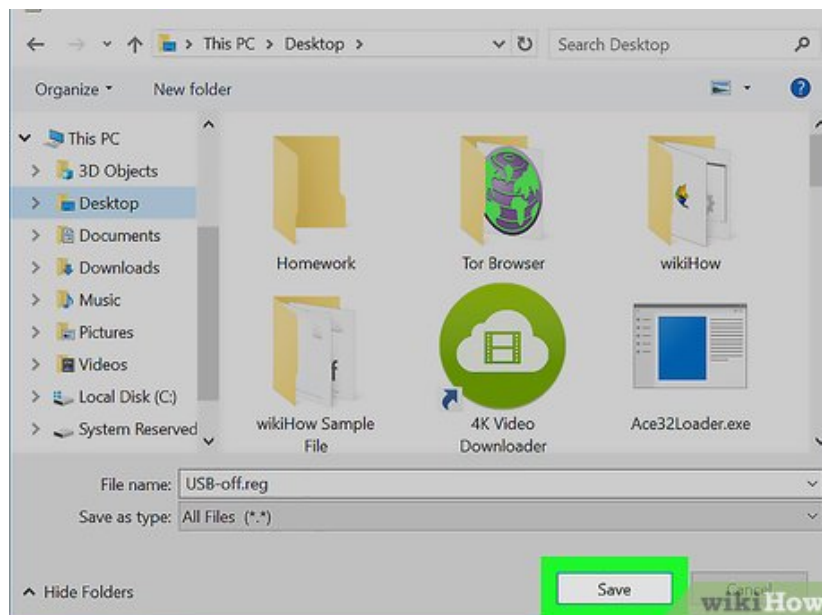 This PC > Desktop >
Search Desktop
Organize
New folder
This PC
3D Objects
Desktop
Documents
Downloads
Music
Pictures
Videos
Local Disk (C:)
System Reserved
Homework
Tor Browser
wikiHow
wikiHow Sample
File
4K Video
Downloader
Ace32Loader.exe
File name: USB-off.reg
Save as type: All Files (*.*)
Hide Folders
Save
Cancel
wikiHow